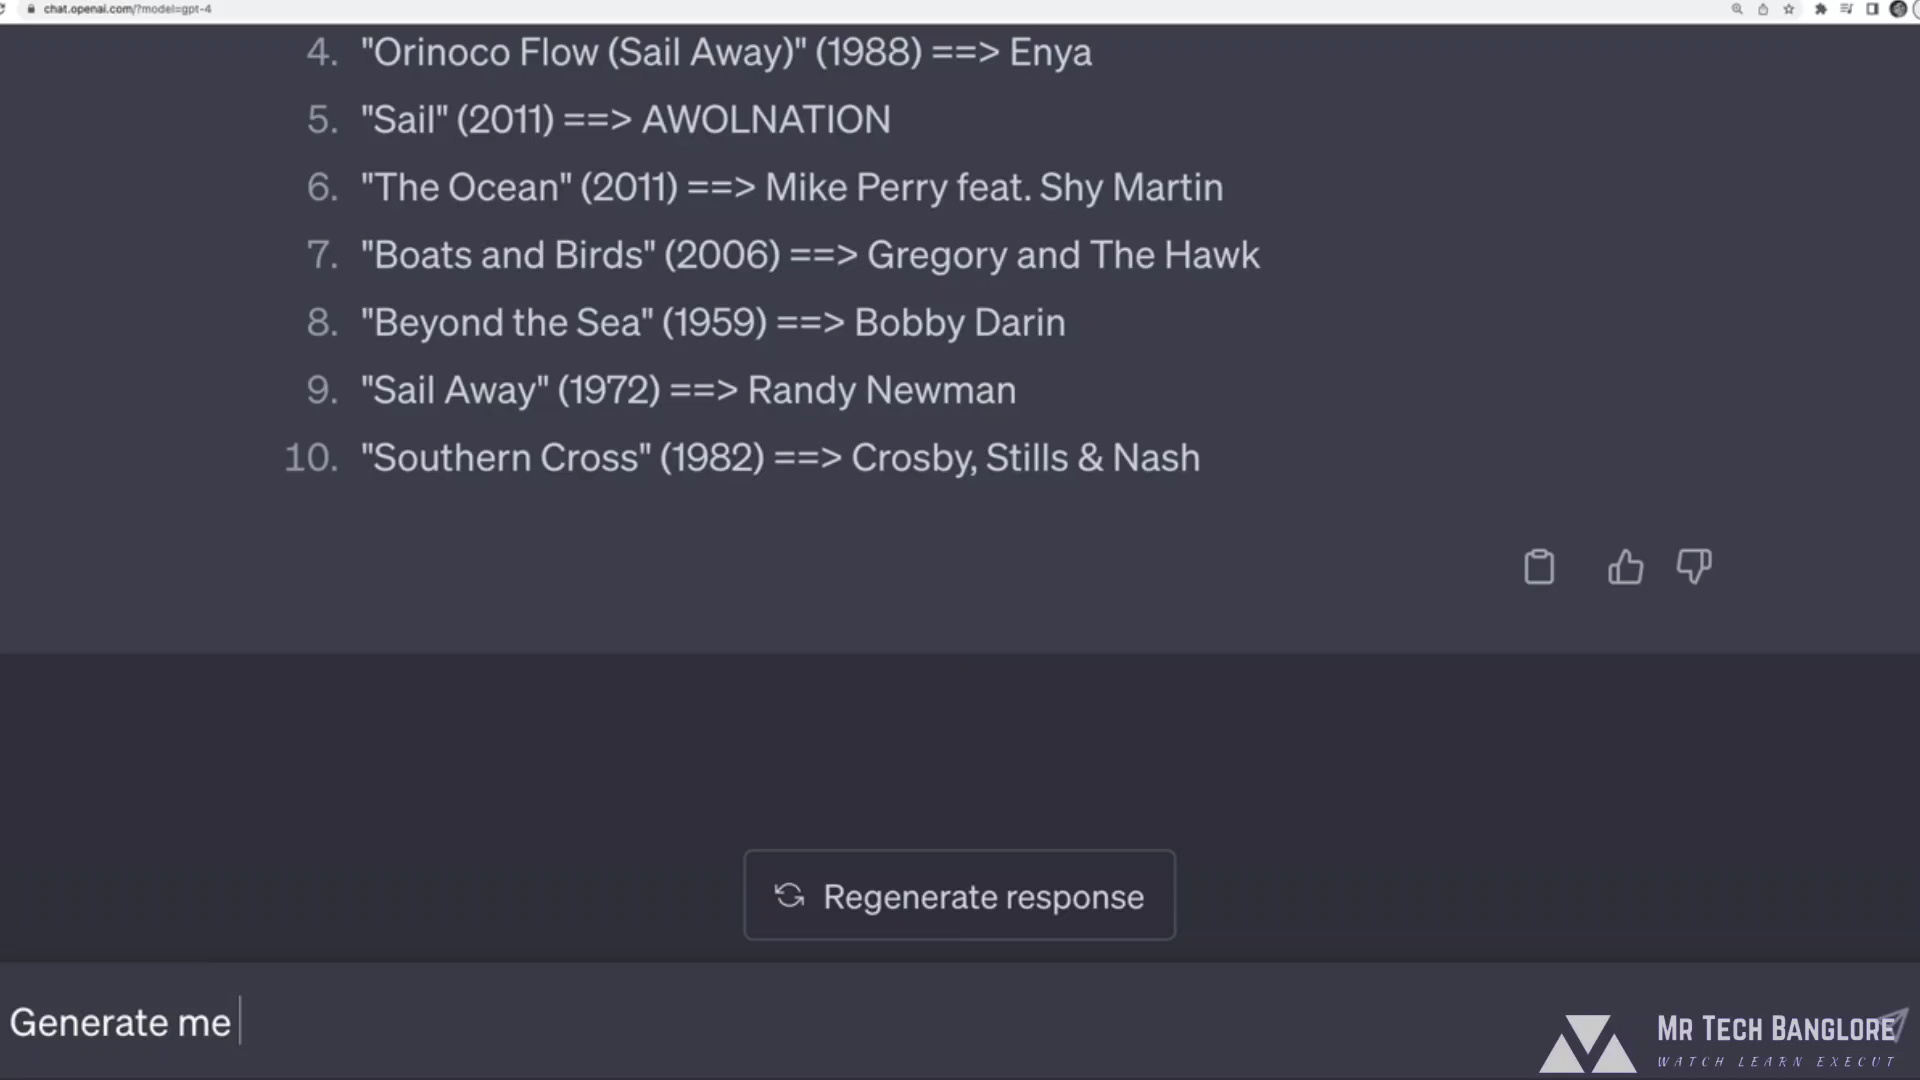 chat.openai.com/?model=gpt-4
4. "Orinoco Flow (Sail Away)" (1988) ==> Enya
5. "Sail" (2011) ==> AWOLNATION
6. "The Ocean" (2011) ==> Mike Perry feat. Shy Martin
7. "Boats and Birds" (2006) ==> Gregory and The Hawk
8. "Beyond the Sea" (1959) ==> Bobby Darin
9. "Sail Away" (1972) ==> Randy Newman
10. "Southern Cross" (1982) ==> Crosby, Stills & Nash
Regenerate response
Generate me
MR TECH BANGLORE
WATCH LEARN EXECUT